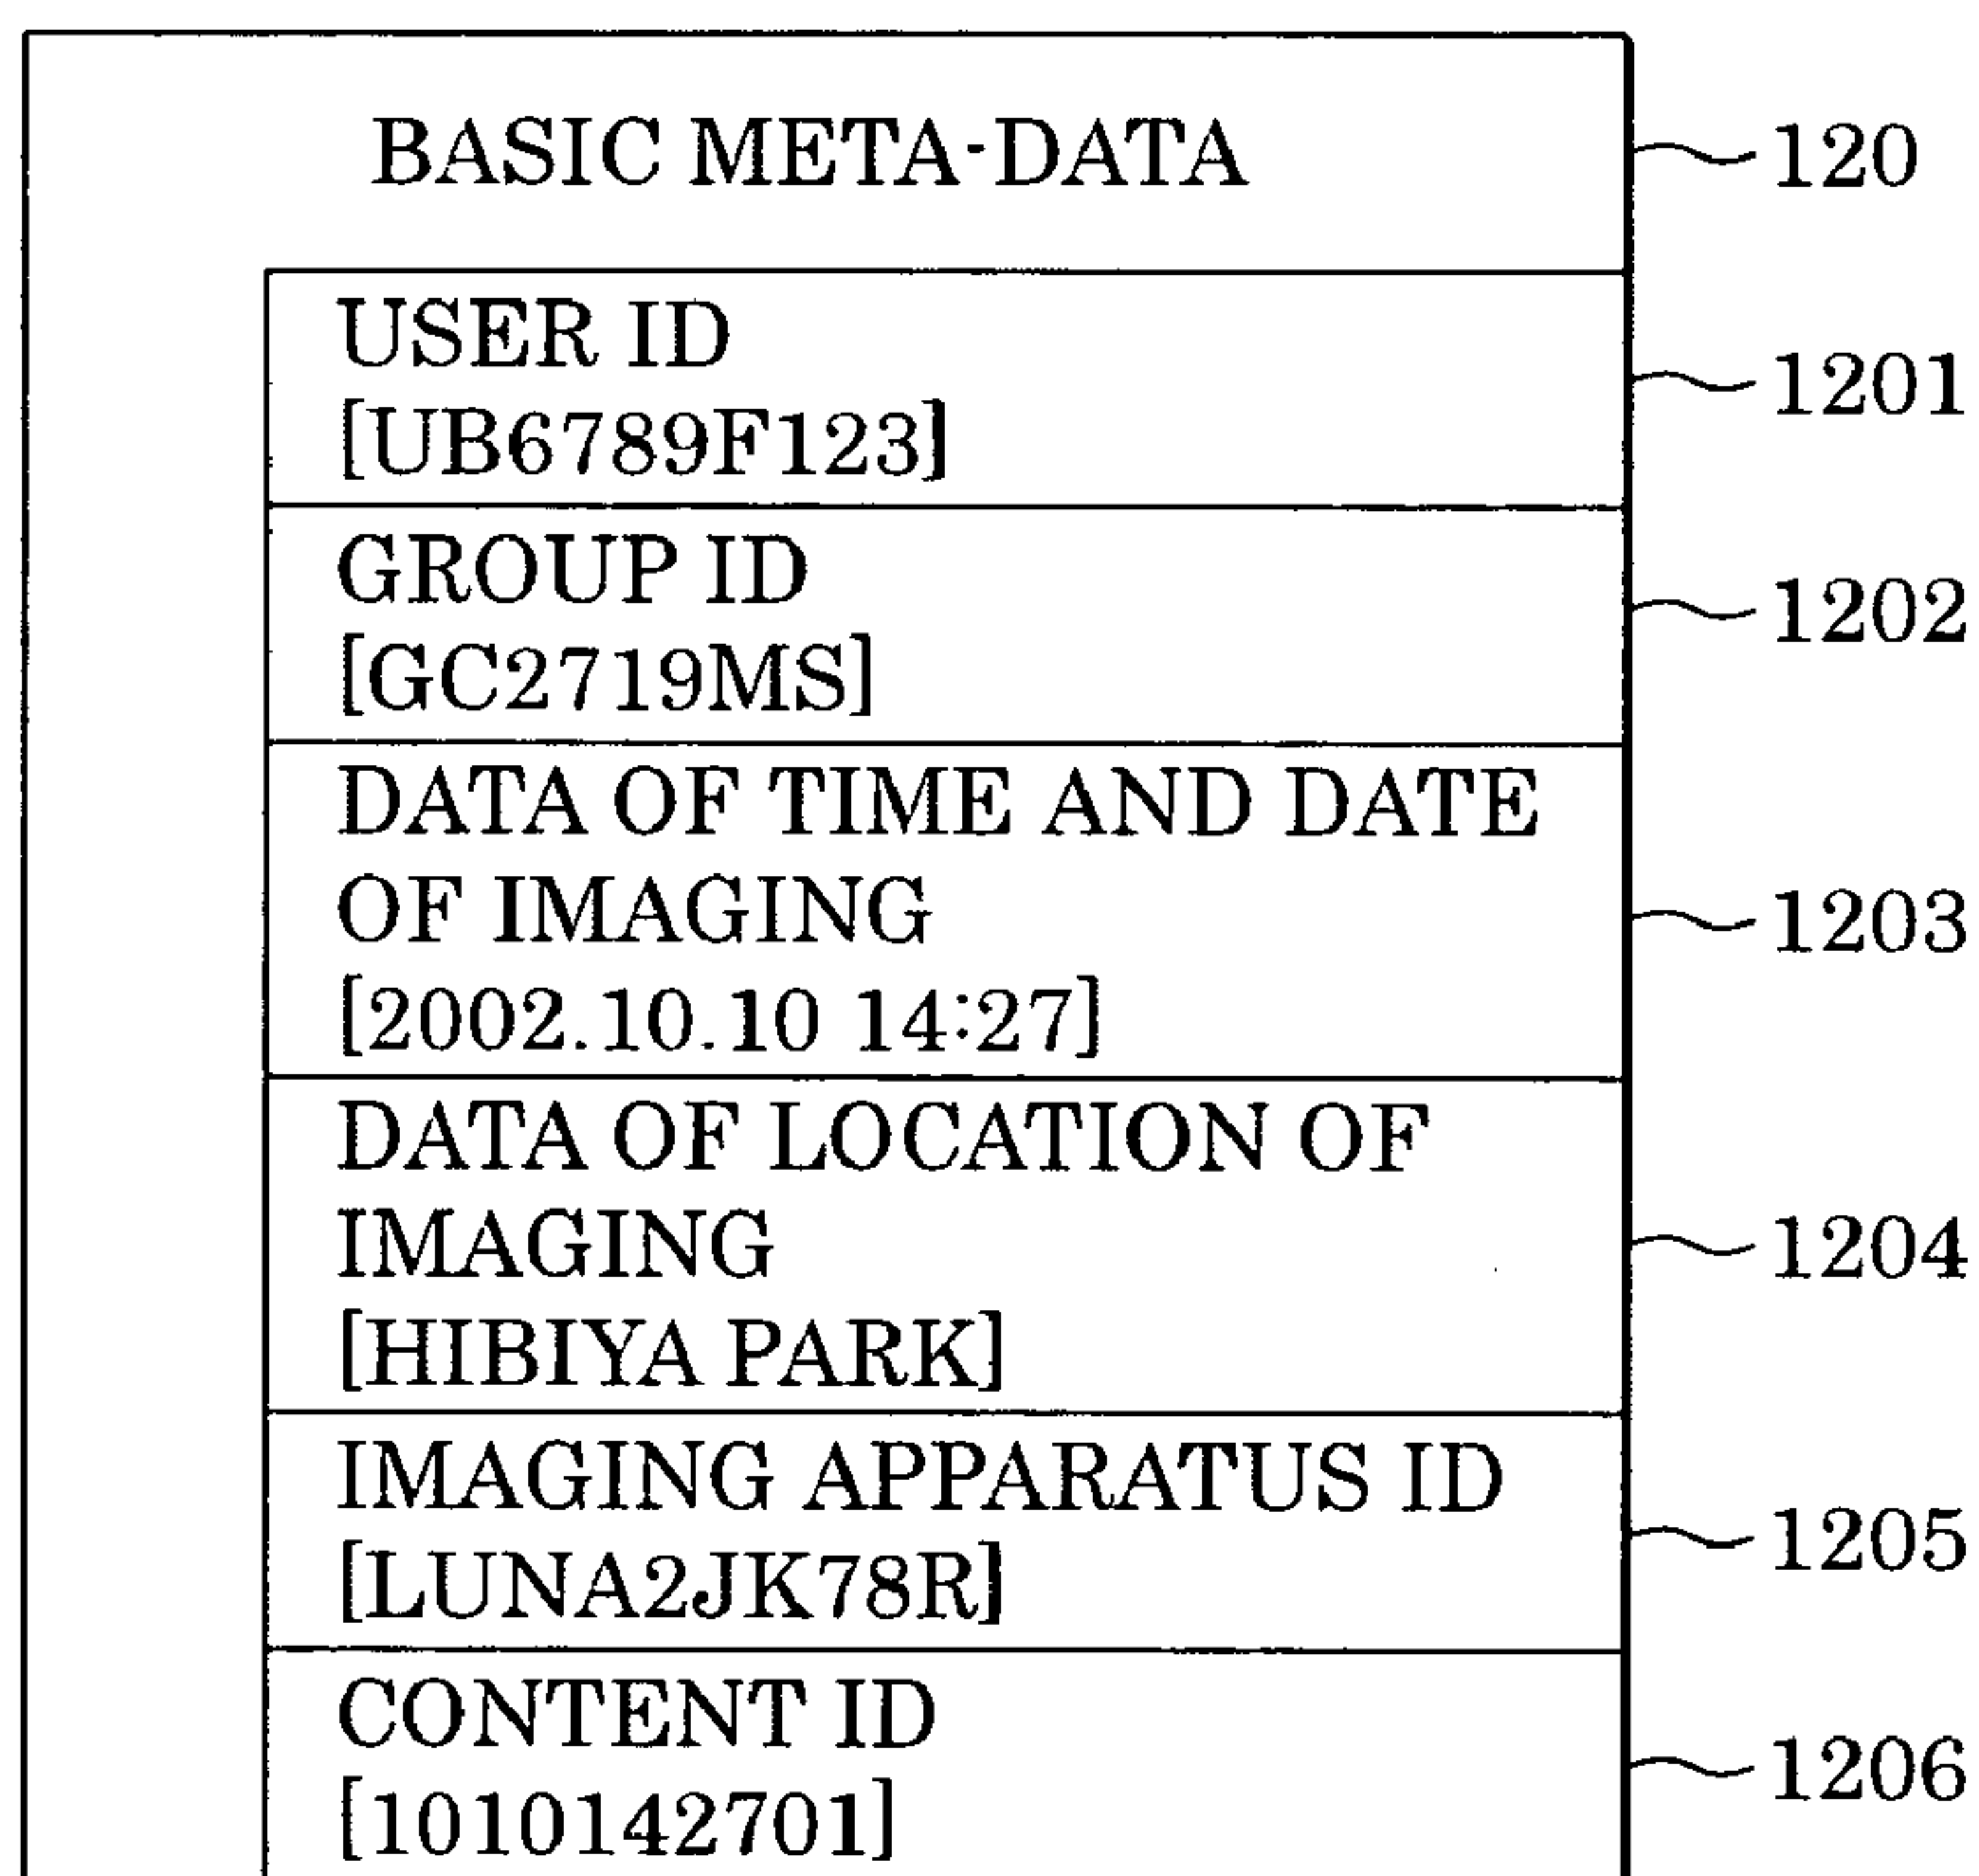 BASIC META-DATA
120
USER ID
[UB6789F123]
1201
GROUP ID
[GC2719MS]
1202
DATA OF TIME AND DATE
OF IMAGING
[2002.10.10 14:27]
1203
DATA OF LOCATION OF
IMAGING
[HIBIYA PARK]
1204
IMAGING APPARATUS ID
[LUNA2JK78R]
1205
CONTENT ID
[1010142701]
1206